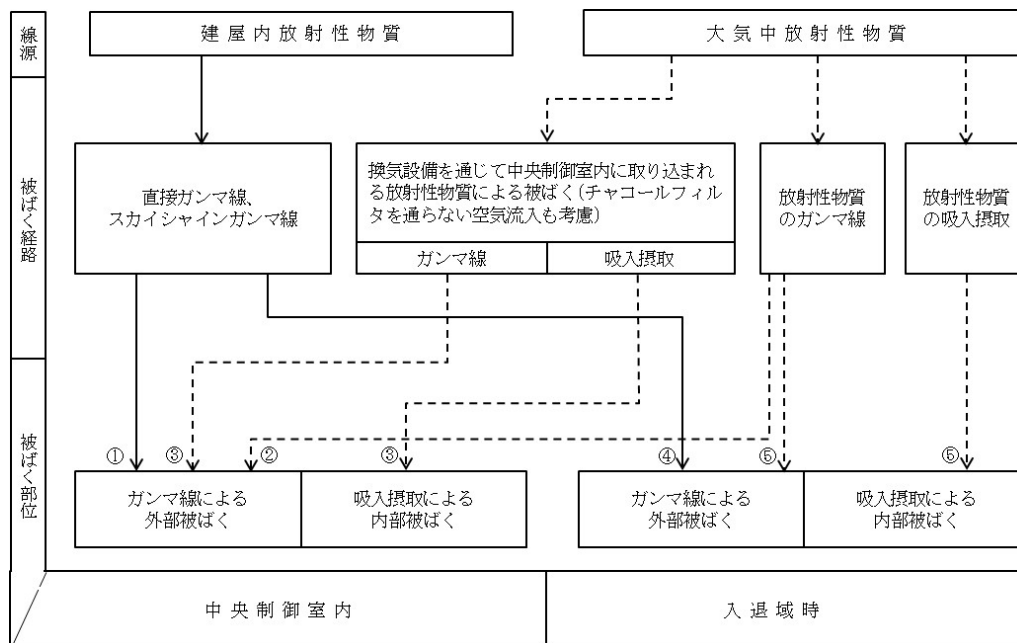 線源
建屋内放射性物質
大気中放射性物質
被ばく経路
直接ガンマ線、
スカイシャインガンマ線
換気設備を通じて中央制御室内に取り込まれ
る放射性物質による被ばく(チャコールフィル
タを通らない空気流入も考慮)
ガンマ線
吸入摂取
放射性物質
のガンマ線
放射性物質
の吸入摂取
被ばく部位
①
③
②
③
④
⑤
⑤
ガンマ線による
外部被ばく
吸入摂取による
内部被ばく
ガンマ線による
外部被ばく
吸入摂取による
内部被ばく
中央制御室内
入退域時